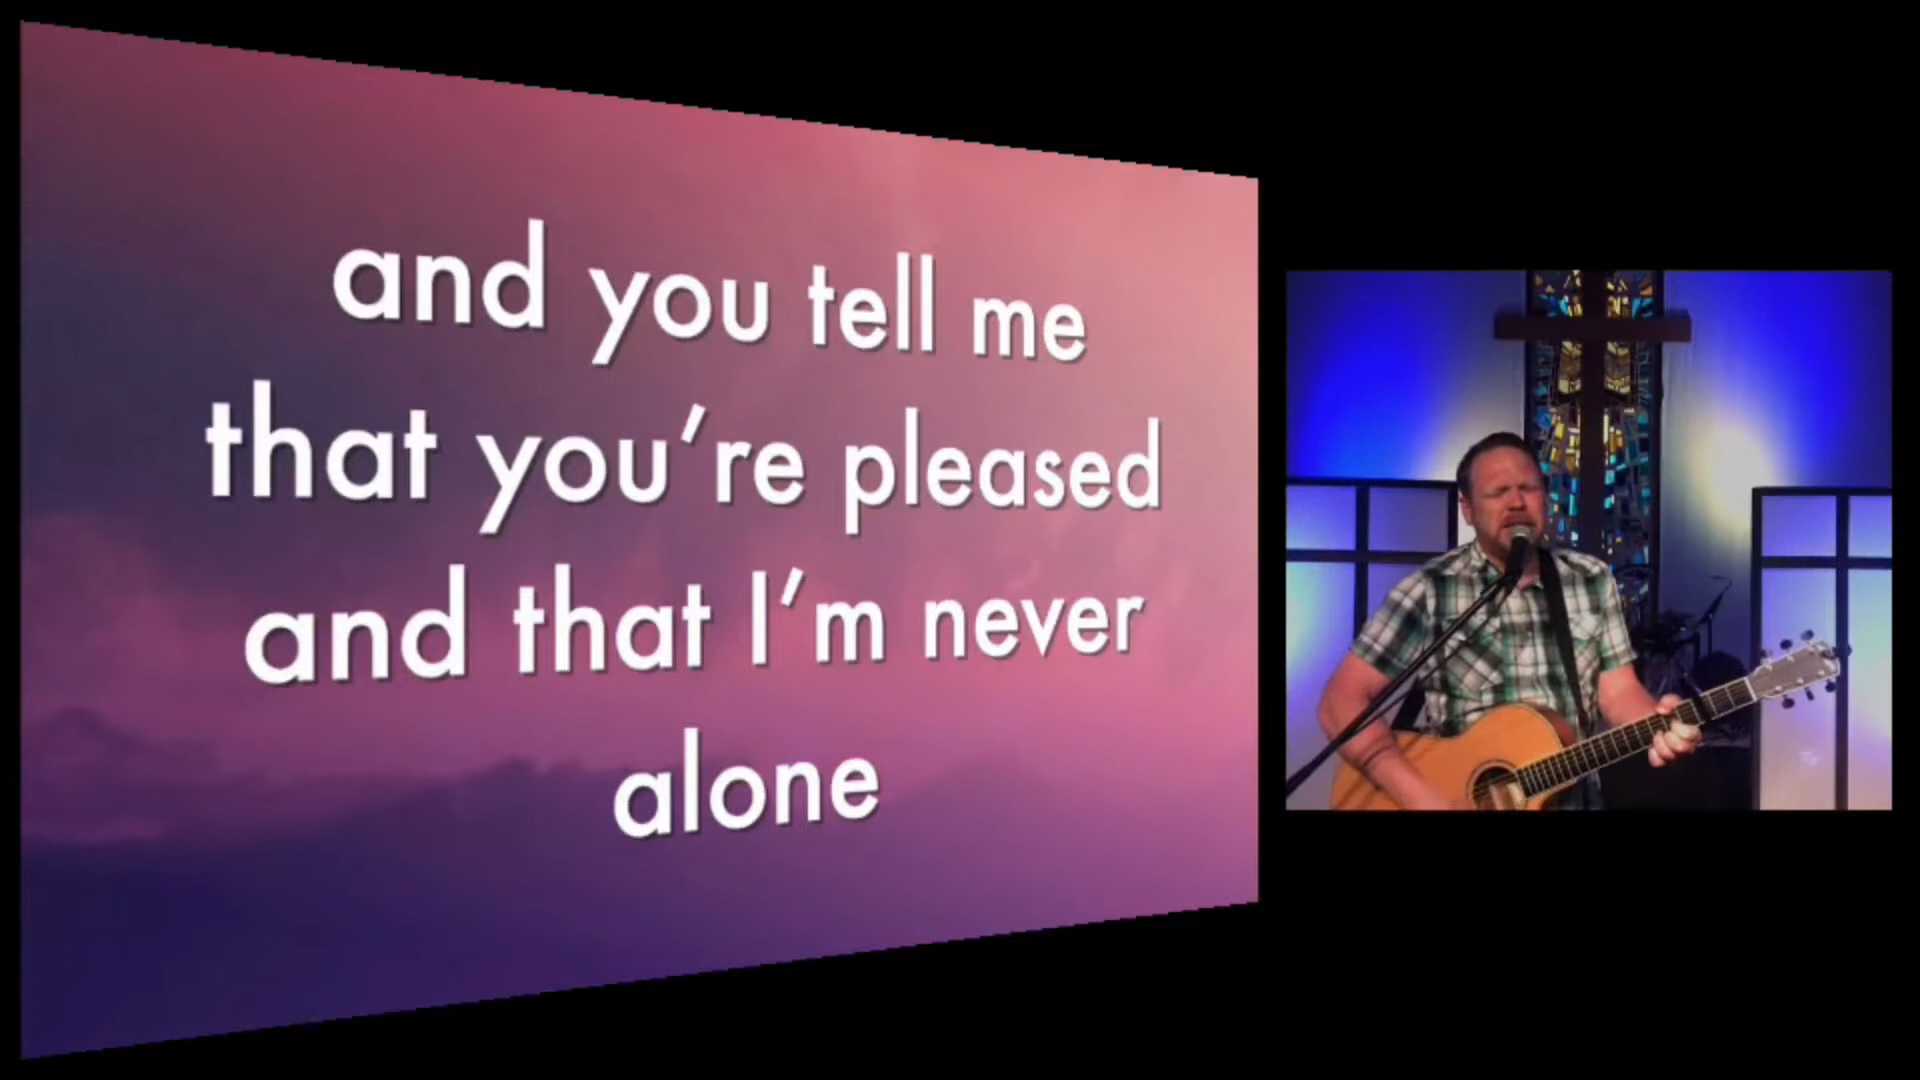 and you tell me
that you're pleased
and that I'm never
alone